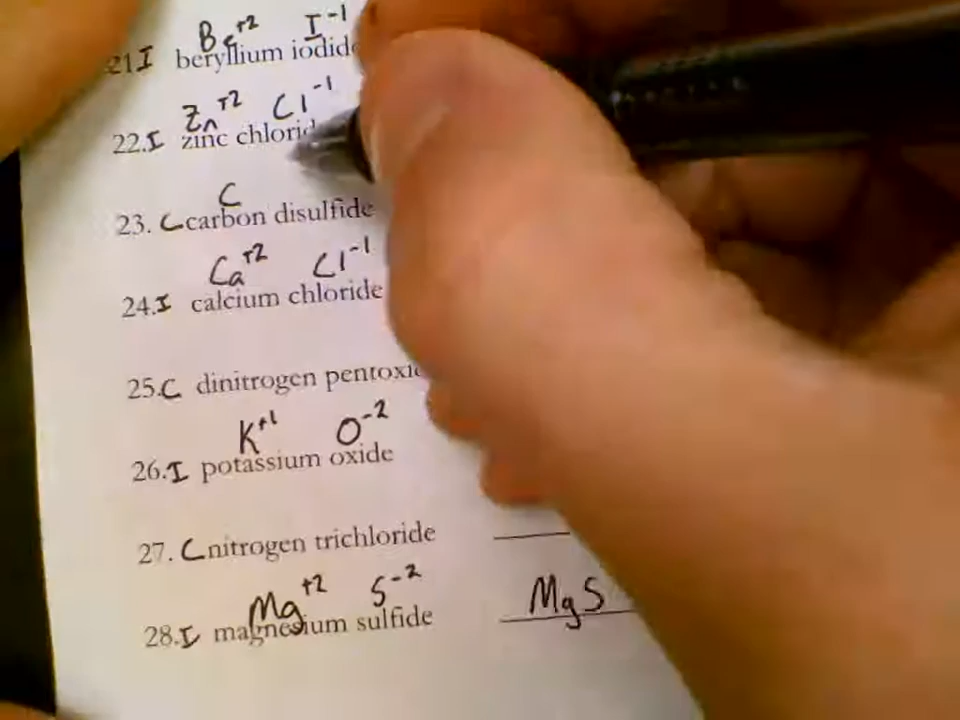 Be+2 I-1
21 I beryllium iodide
Zn+2 Cl-1
22. I zinc chlorid
C
23. C carbon disulfide
Ca+2 Cl-1
24. I calcium chloride
25. C dinitrogen pentoxi
K+1 O-2
26. I potassium oxide
27. C nitrogen trichloride
Mg+2 S-2 MgS
28. I magnesium sulfide